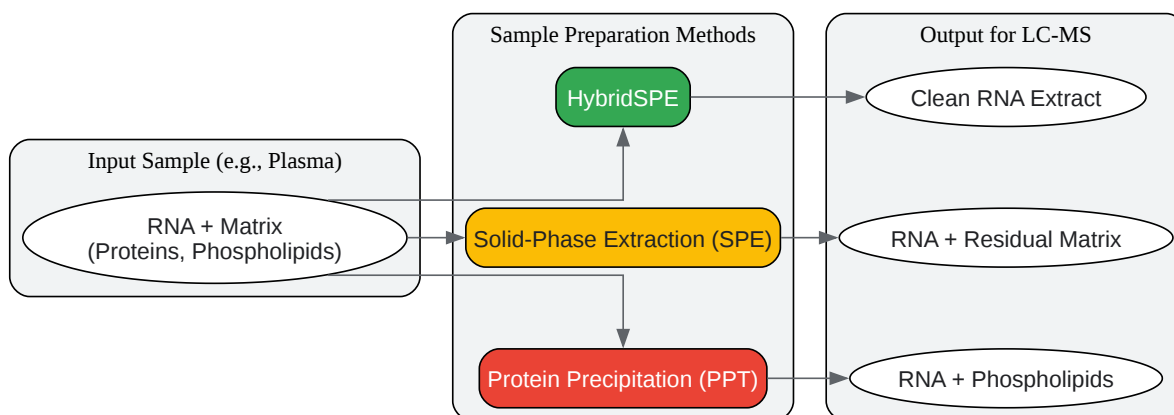 Sample Preparation Methods
Output for LC-MS
HybridSPE
Clean RNA Extract
Input Sample (e.g., Plasma)
RNA + Matrix
(Proteins, Phospholipids)
Solid-Phase Extraction (SPE)
RNA + Residual Matrix
Protein Precipitation (PPT)
RNA + Phospholipids